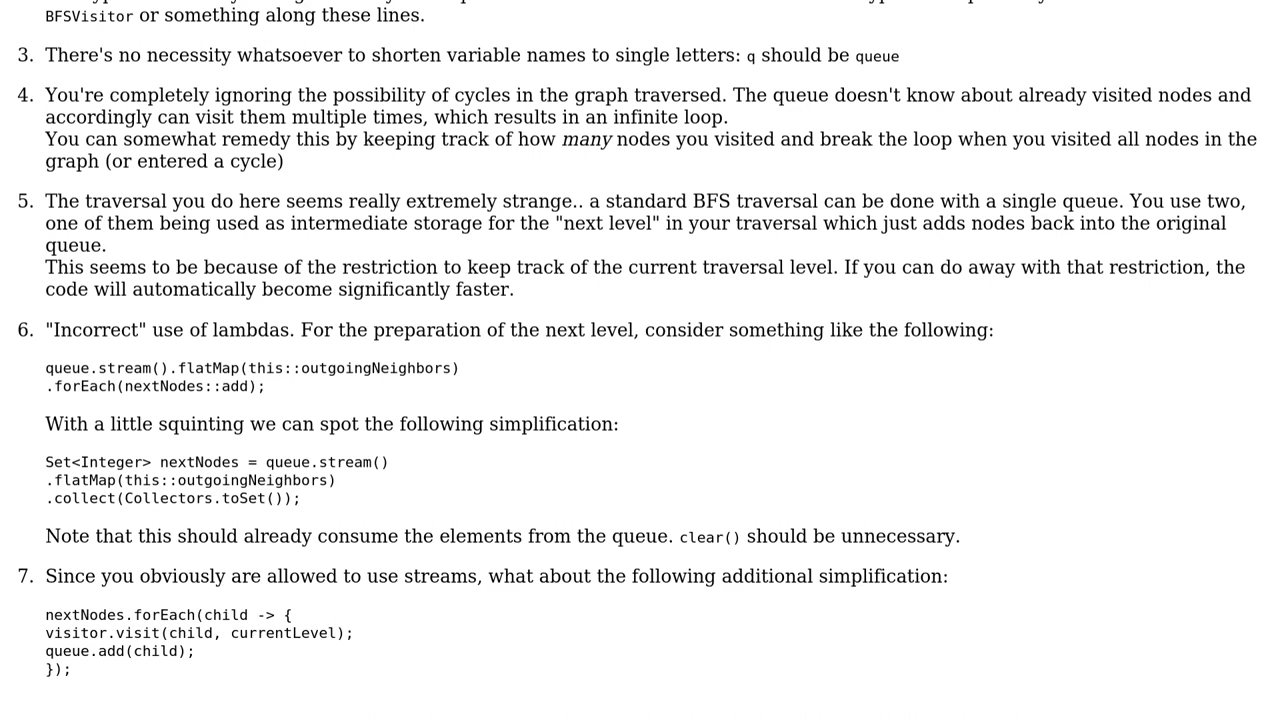 BFSVisitor or something along these lines.
3. There's no necessity whatsoever to shorten variable names to single letters: q should be queue
4. You're completely ignoring the possibility of cycles in the graph traversed. The queue doesn't know about already visited nodes and
accordingly can visit them multiple times, which results in an infinite loop.
You can somewhat remedy this by keeping track of how many nodes you visited and break the loop when you visited all nodes in the
graph (or entered a cycle)
5. The traversal you do here seems really extremely strange.. a standard BFS traversal can be done with a single queue. You use two,
one of them being used as intermediate storage for the "next level" in your traversal which just adds nodes back into the original
queue.
This seems to be because of the restriction to keep track of the current traversal level. If you can do away with that restriction, the
code will automatically become significantly faster.
6. "Incorrect" use of lambdas. For the preparation of the next level, consider something like the following:
queue.stream().flatMap(this::outgoingNeighbors)
.forEach(nextNodes::add);
With a little squinting we can spot the following simplification:
Set<Integer> nextNodes = queue.stream()
.flatMap(this::outgoingNeighbors)
.collect(Collectors.toSet());
Note that this should already consume the elements from the queue. clear() should be unnecessary.
7. Since you obviously are allowed to use streams, what about the following additional simplification:
nextNodes.forEach(child -> {
visitor.visit(child, currentLevel);
queue.add(child);
});